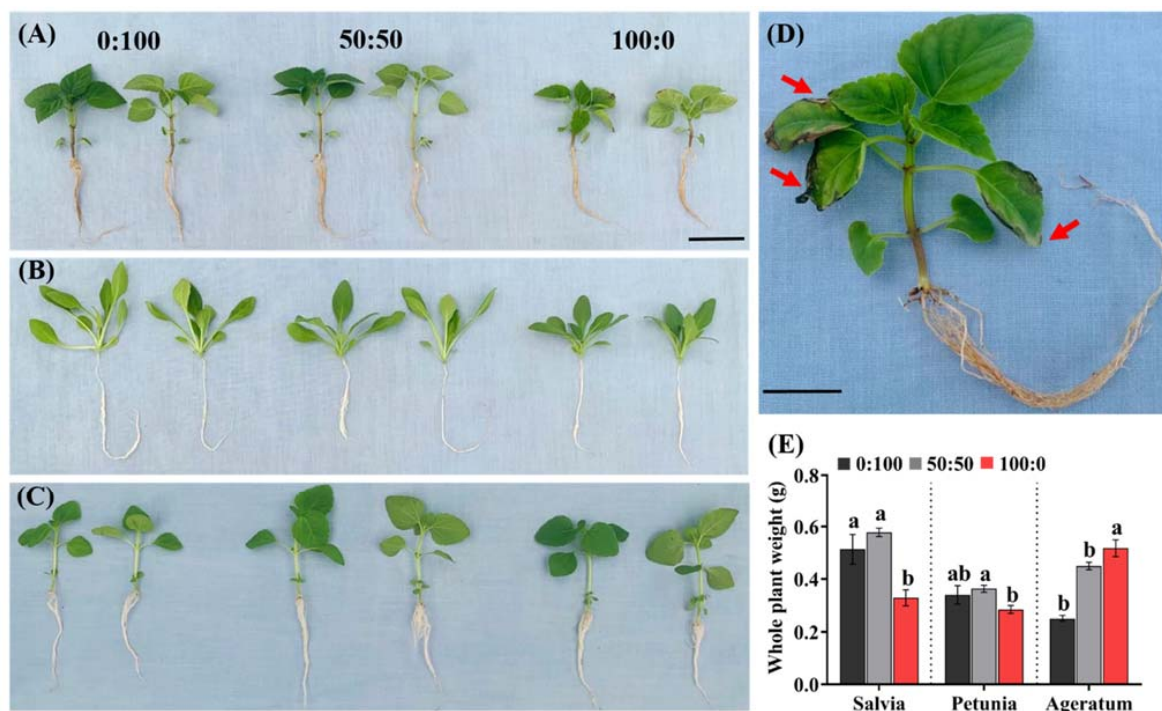 (A)
0:100 50:50 100:0
(B)
(C)
(D)
(E)
0:100 50:50 100:0
Whole plant weight (g)
0.8
0.6
0.4
0.2
0.0
a a b
ab a b
b b a
Salvia Petunia Ageratum